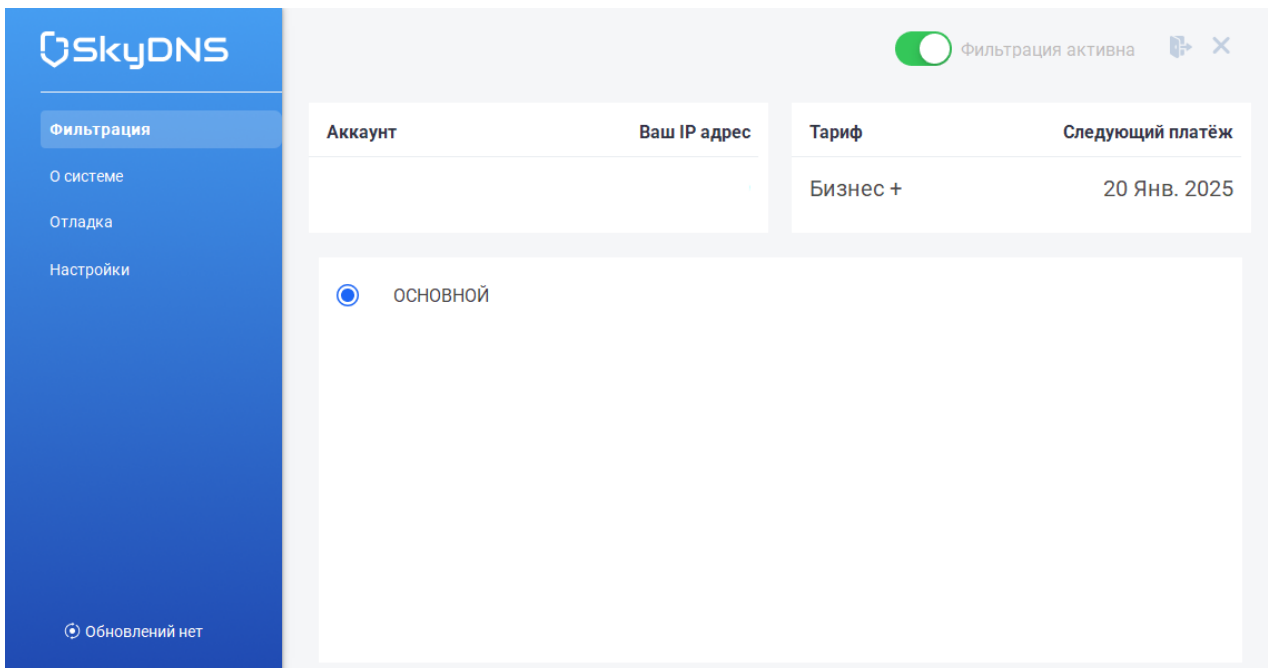 SkyDNS
Фильтрация активна
Фильтрация
О системе
Отладка
Настройки
Обновлений нет
Аккаунт Ваш IP адрес
Тариф Следующий платёж
Бизнес + 20 Янв. 2025
ОСНОВНОЙ